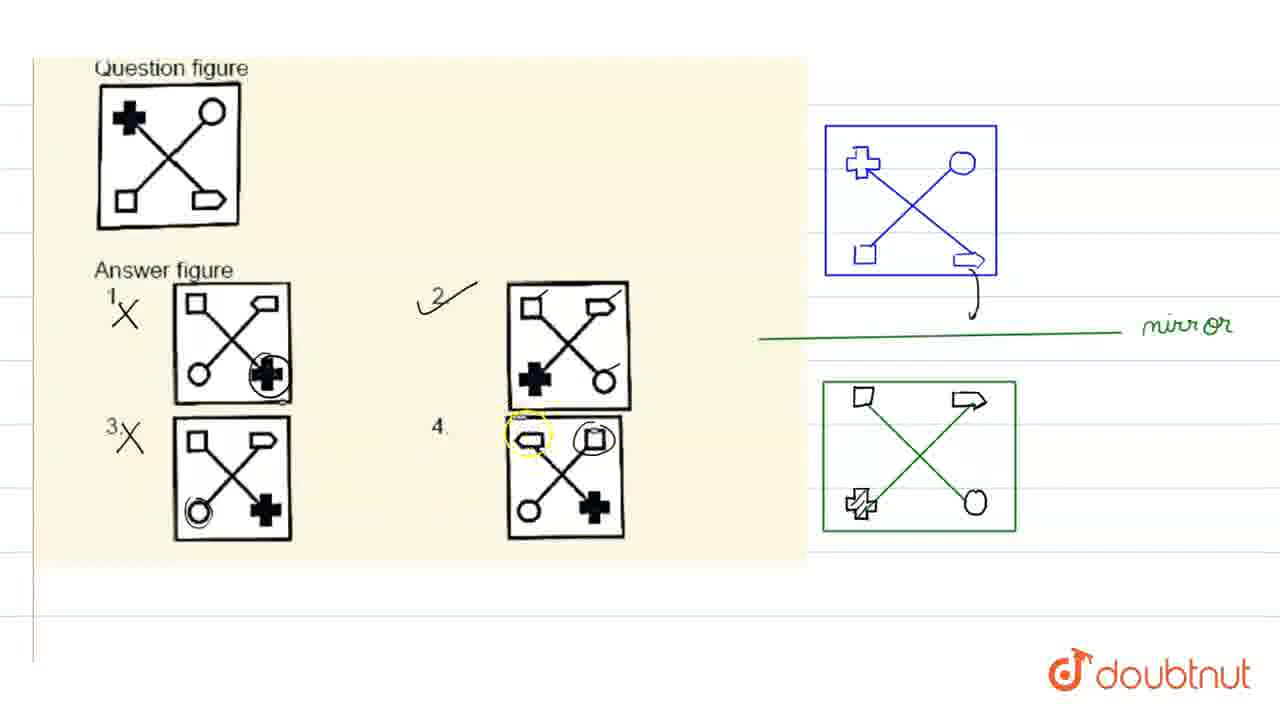 Question figure
Answer figure
1.
2.
3.
4.
mirror
doubtnut